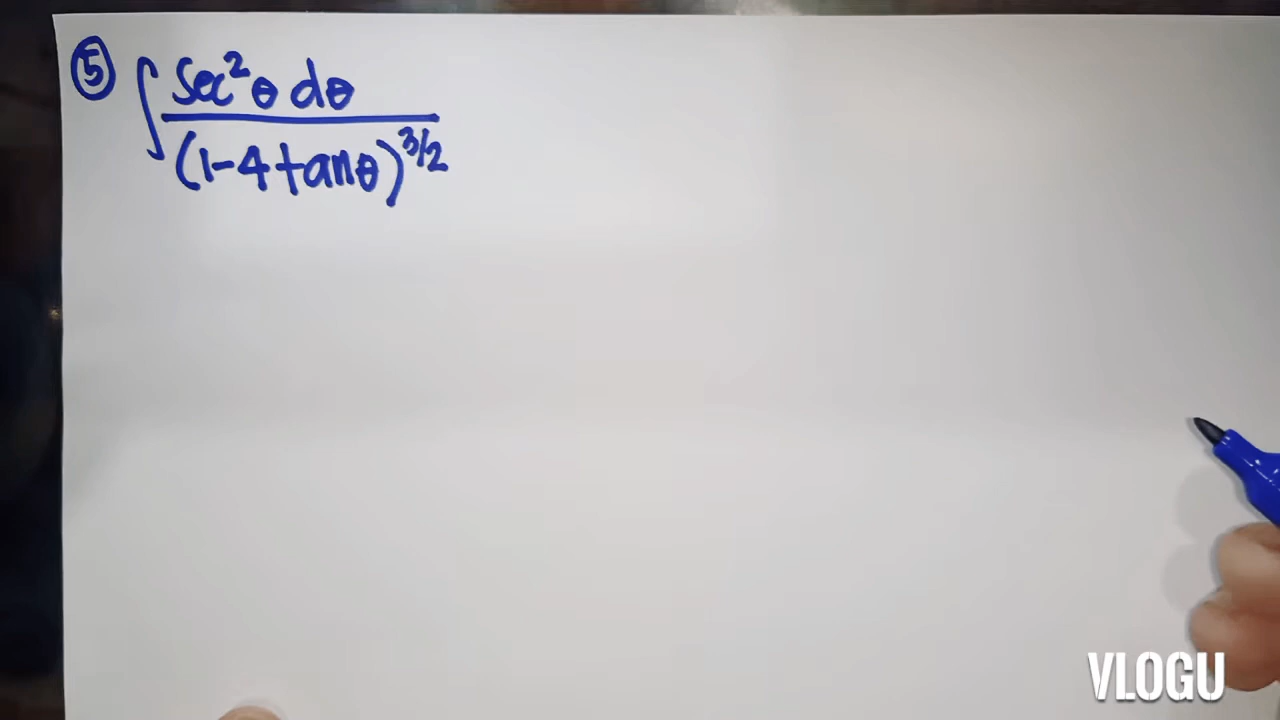 ⑤ ∫ sec²θ dθ
(1-4tanθ)^3/2
VLOGU